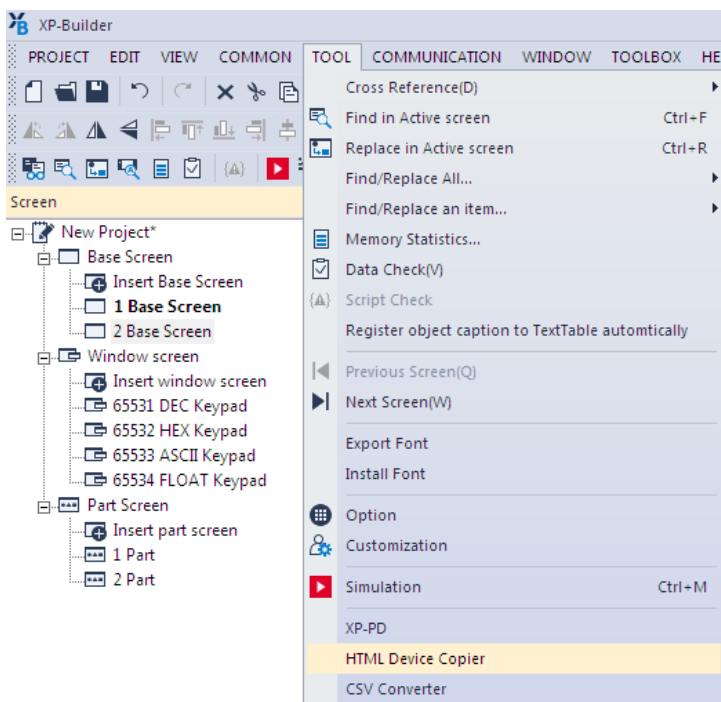 XP-Builder
PROJECT EDIT VIEW COMMON TOOL COMMUNICATION WINDOW TOOLBOX HE
Screen
New Project*
Base Screen
Insert Base Screen
1 Base Screen
2 Base Screen
Window screen
Insert window screen
65531 DEC Keypad
65532 HEX Keypad
65533 ASCII Keypad
65534 FLOAT Keypad
Part Screen
Insert part screen
1 Part
2 Part
Cross Reference(D)
Find in Active screen Ctrl+F
Replace in Active screen Ctrl+R
Find/Replace All...
Find/Replace an item...
Memory Statistics...
Data Check(V)
Script Check
Register object caption to TextTable automtically
Previous Screen(Q)
Next Screen(W)
Export Font
Install Font
Option
Customization
Simulation Ctrl+M
XP-PD
HTML Device Copier
CSV Converter